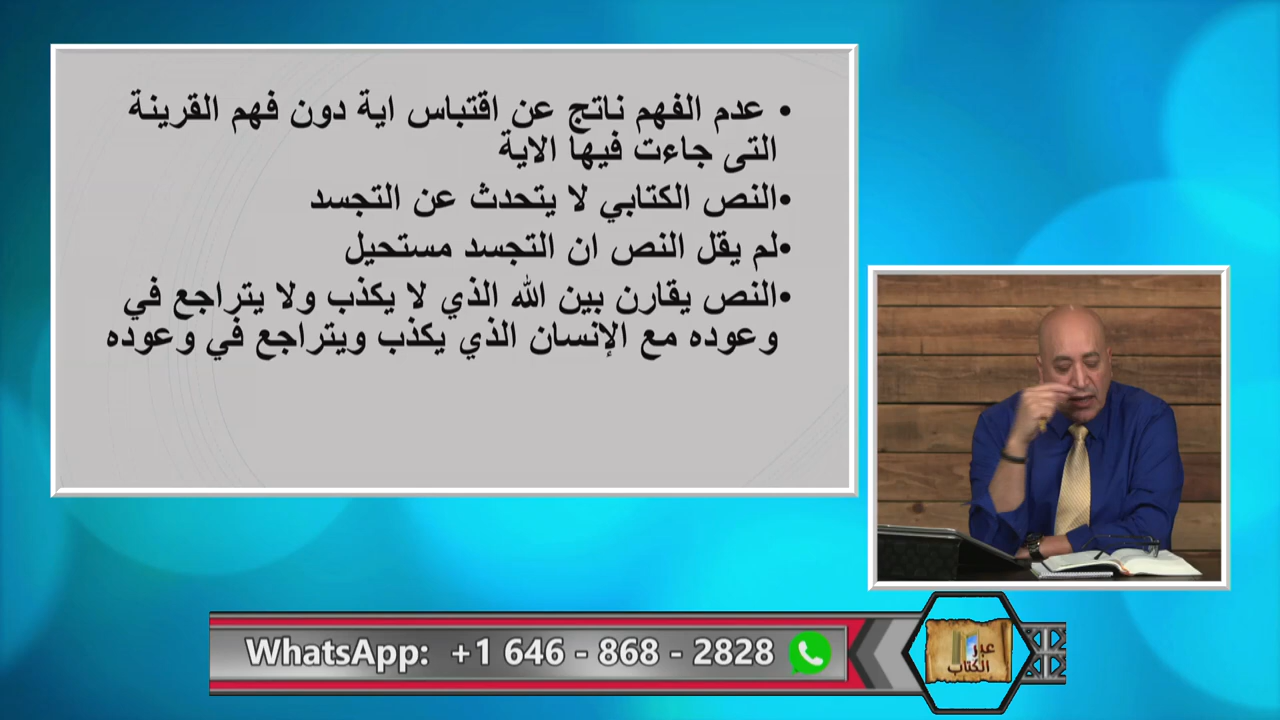 • عدم الفهم ناتج عن اقتباس اية دون فهم القرينة
التى جاءت فيها الاية
•النص الكتابي لا يتحدث عن التجسد
•لم يقل النص ان التجسد مستحيل
•النص يقارن بين الله الذي لا يكذب ولا يتراجع في
وعوده مع الإنسان الذي يكذب ويتراجع في وعوده
WhatsApp: +1 646 - 868 - 2828
عبر
الكتاب